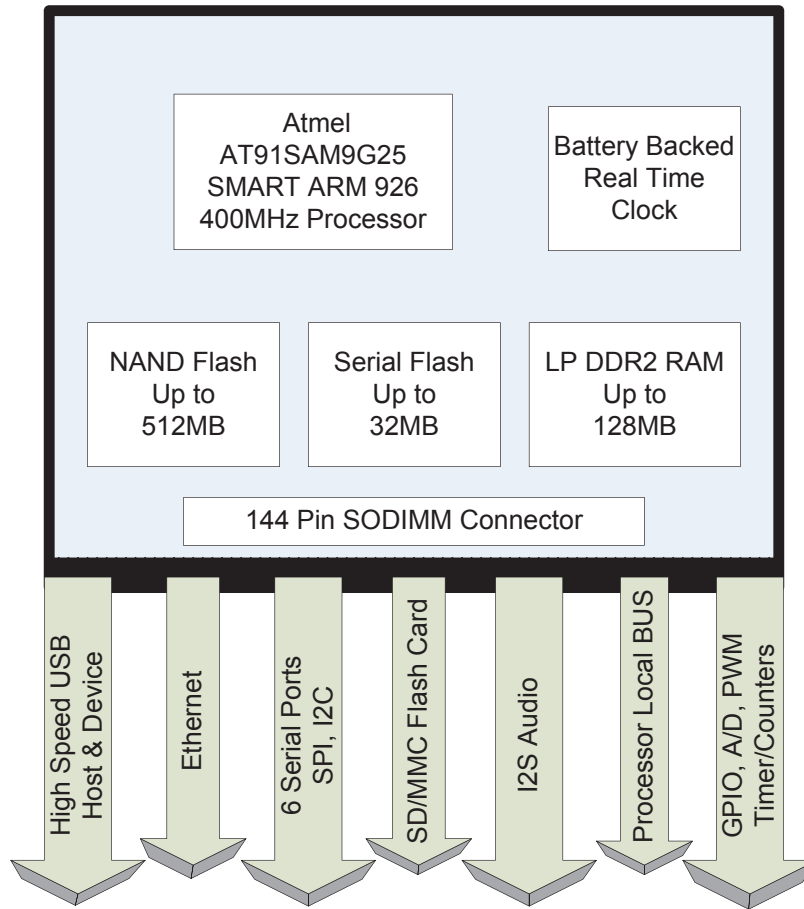 Atmel
AT91SAM9G25
SMART ARM 926
400MHz Processor
Battery Backed
Real Time
Clock
NAND Flash
Up to
512MB
Serial Flash
Up to
32MB
LP DDR2 RAM
Up to
128MB
144 Pin SODIMM Connector
High Speed USB
Host & Device
Ethernet
6 Serial Ports
SPI, I2C
SD/MMC Flash Card
I2S Audio
Processor Local BUS
GPIO, A/D, PWM
Timer/Counters